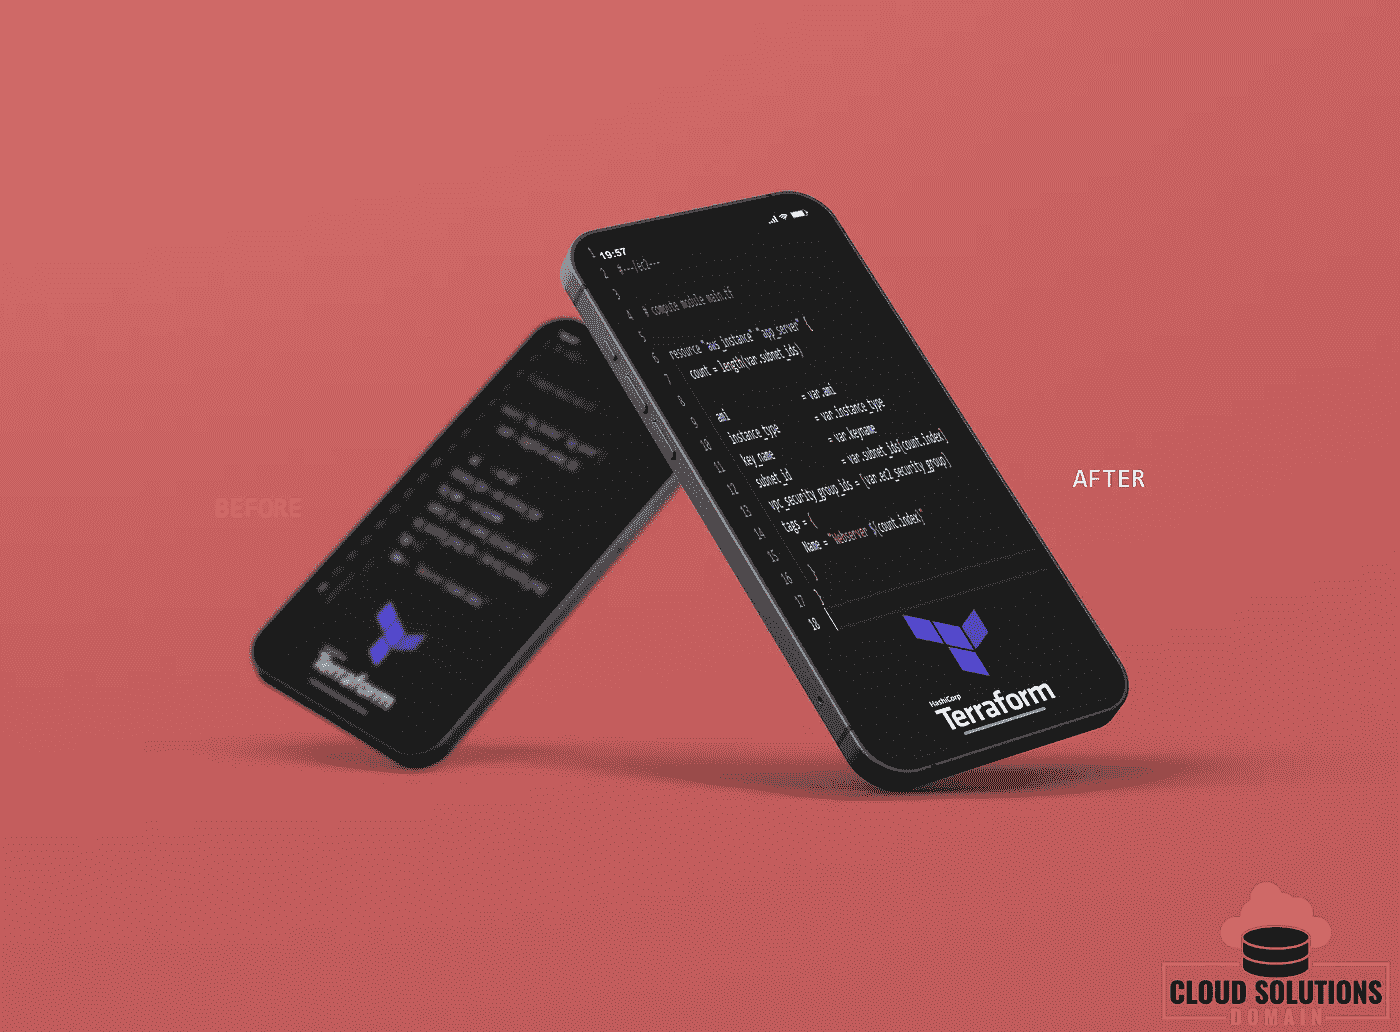 19:57
1
2 #---/ec2---
3
4 # compute module main.tf
5
6 resource "aws_instance" "app_server" {
7 count = length(var.subnet_ids)
8
9 ami = var.ami
10 instance_type = var.instance_type
11 key_name = var.keyname
12 subnet_id = var.subnet_ids[count.index]
13 vpc_security_group_ids = [var.ec2_security_group]
14 tags = {
15 Name = "Webserver ${count.index}"
16 }
17 }
18
HashiCorp
Terraform
Terraform
BEFORE
AFTER
CLOUD SOLUTIONS
DOMAIN